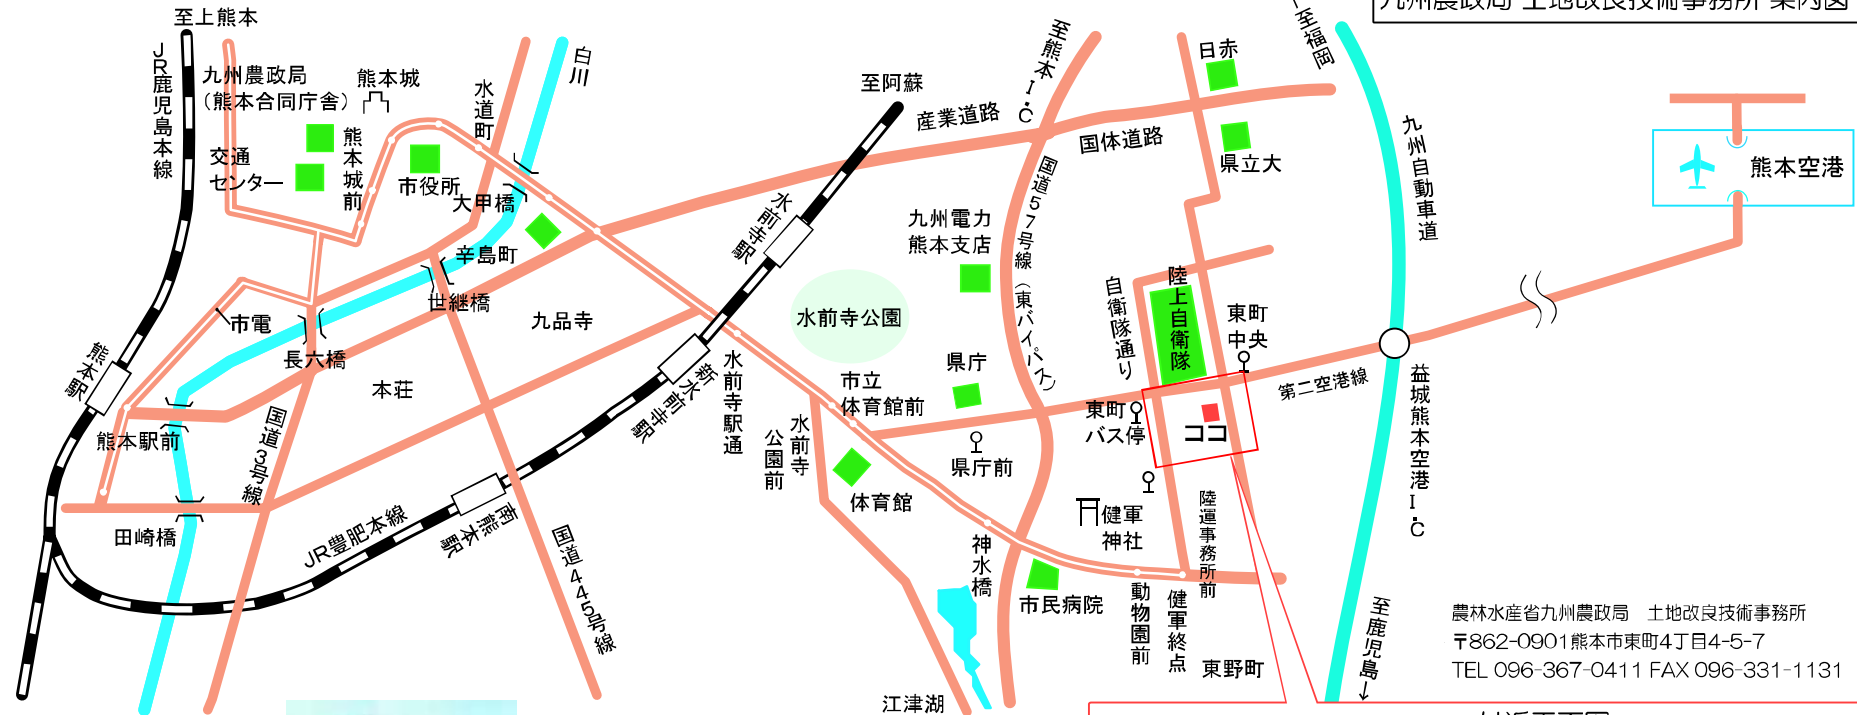 九州農政局 土地改良技術事務所 案内図
至上熊本
JR鹿児島本線
九州農政局
（熊本合同庁舎）
熊本城
交通
センター
熊本城前
市役所
水道町
白川
大甲橋
辛島町
世継橋
市電
長六橋
熊本駅
熊本駅前
田崎橋
国道3号線
本荘
九品寺
JR豊肥本線
南熊本駅
国道445号線
新水前寺駅
水前寺駅
至阿蘇
産業道路
水前寺公園
水前寺駅通
市立
体育館前
水前寺
公園前
体育館
九州電力
熊本支店
県庁
県庁前
至熊本I.C
国道57号線（東バイパス）
国体道路
日赤
県立大
自衛隊通り
陸上自衛隊
東町
中央
東町
バス停
ココ
第二空港線
健軍
神社
陸運事務所前
神水橋
市民病院
動物園前
健軍終点
東野町
江津湖
←至福岡
九州自動車道
熊本空港
益城熊本空港I.C
至鹿児島→
農林水産省九州農政局　土地改良技術事務所
〒862-0901熊本市東町4丁目4-5-7
TEL 096-367-0411 FAX 096-331-1131